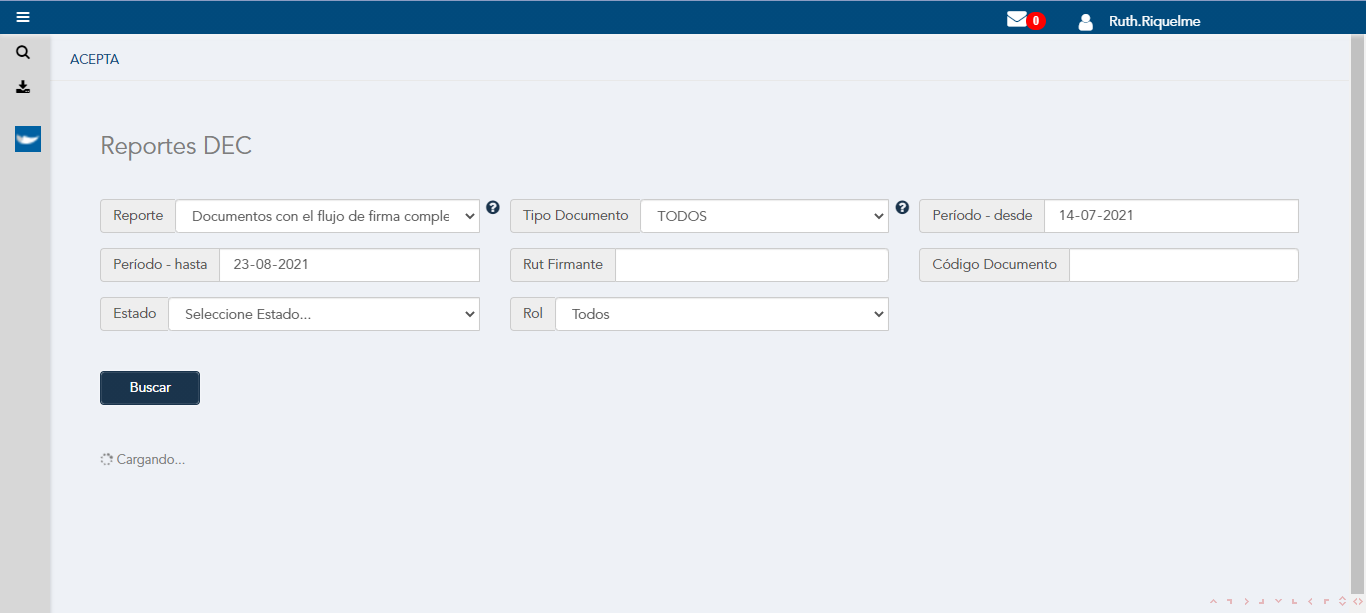 0 Ruth.Riquelme
ACEPTA
Reportes DEC
Reporte Documentos con el flujo de firma comple ? Tipo Documento TODOS ? Período - desde 14-07-2021
Período - hasta 23-08-2021 Rut Firmante Código Documento
Estado Seleccione Estado... Rol Todos
Buscar
Cargando...